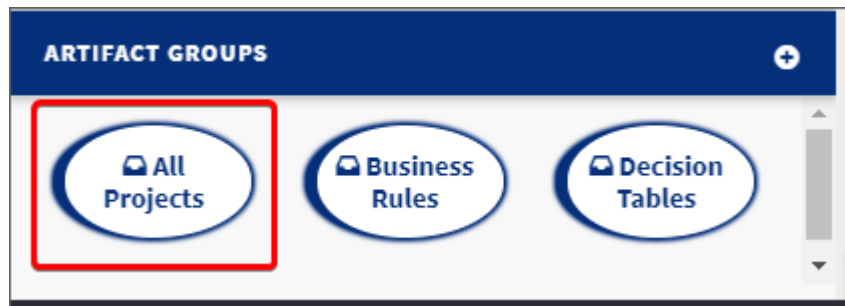 ARTIFACT GROUPS
All
Projects
Business
Rules
Decision
Tables